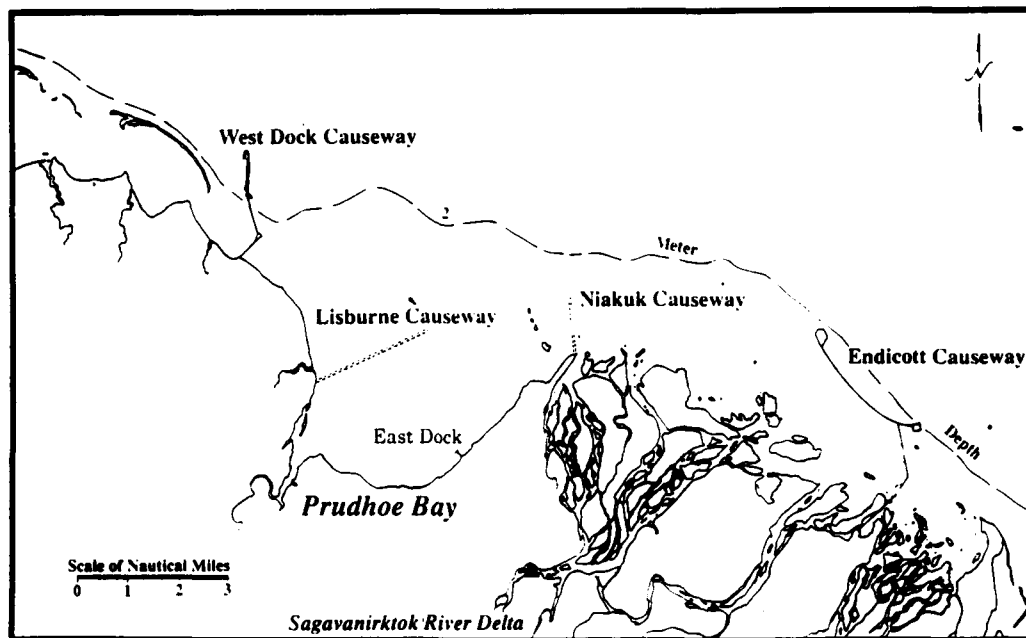 N
West Dock Causeway
2
Meter
Lisburne Causeway
Niakuk Causeway
Endicott Causeway
East Dock
Depth
Prudhoe Bay
Scale of Nautical Miles
0 1 2 3
Sagavanirktok River Delta